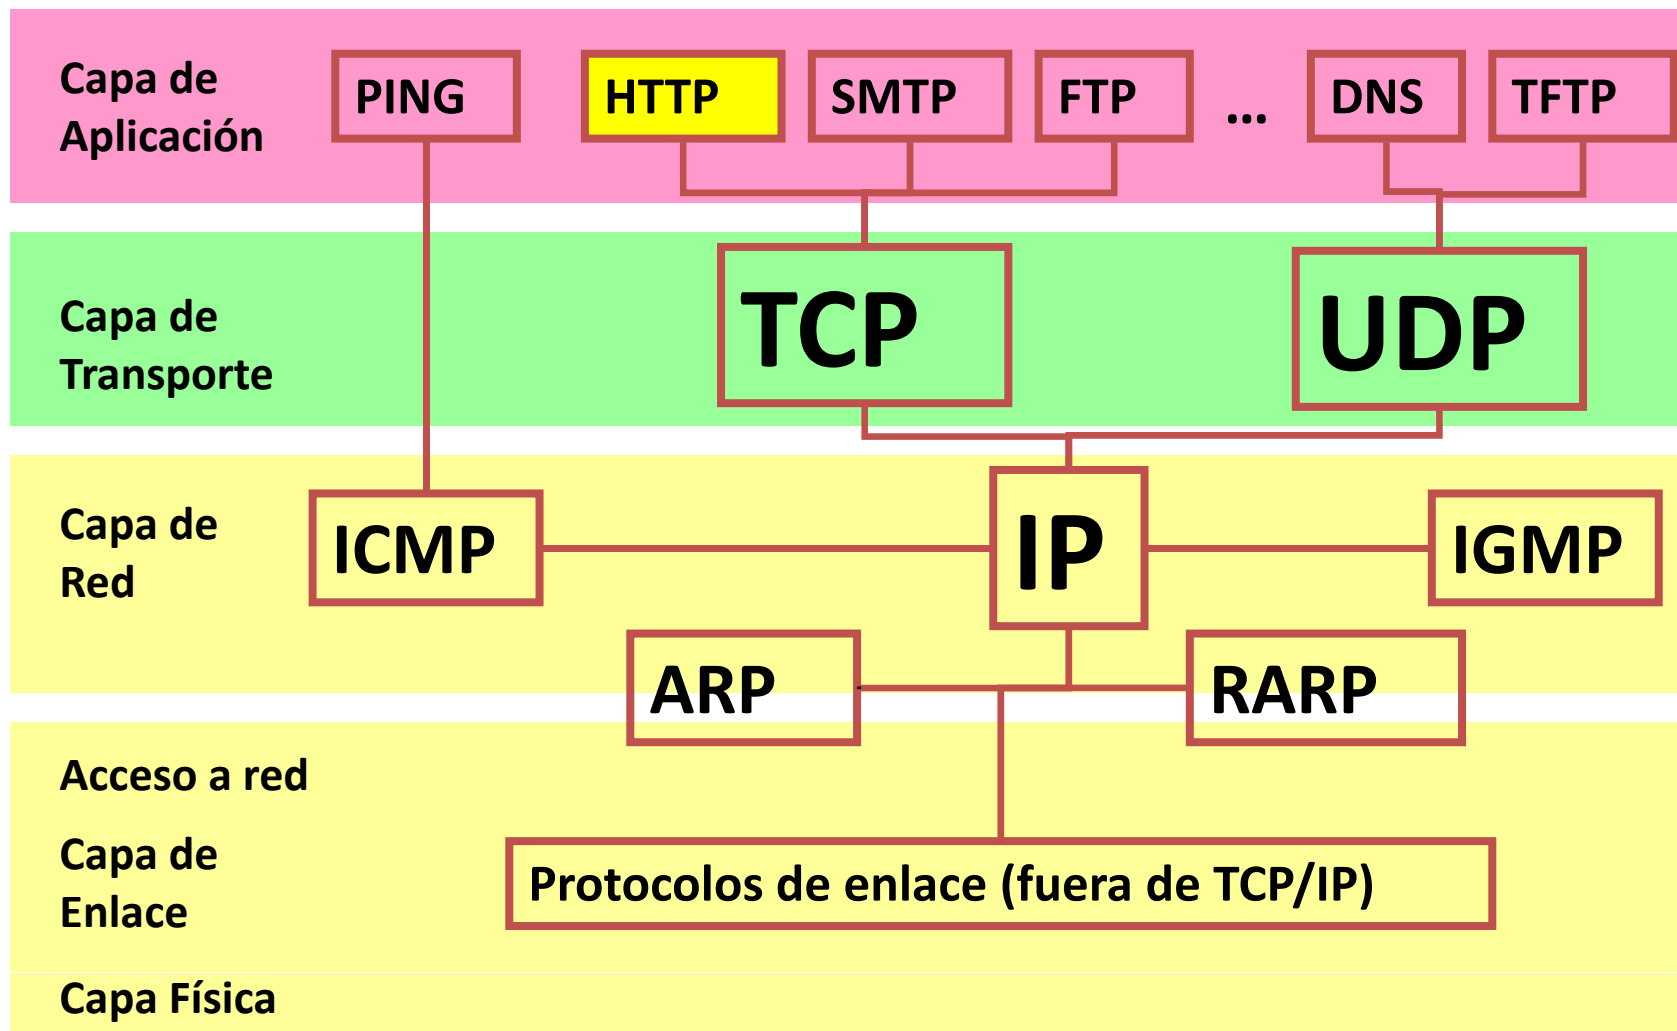 Capa de
Aplicación
PING
HTTP
SMTP
FTP
...
DNS
TFTP
Capa de
Transporte
TCP
UDP
Capa de
Red
ICMP
IP
IGMP
ARP
RARP
Acceso a red
Capa de
Enlace
Protocolos de enlace (fuera de TCP/IP)
Capa Física